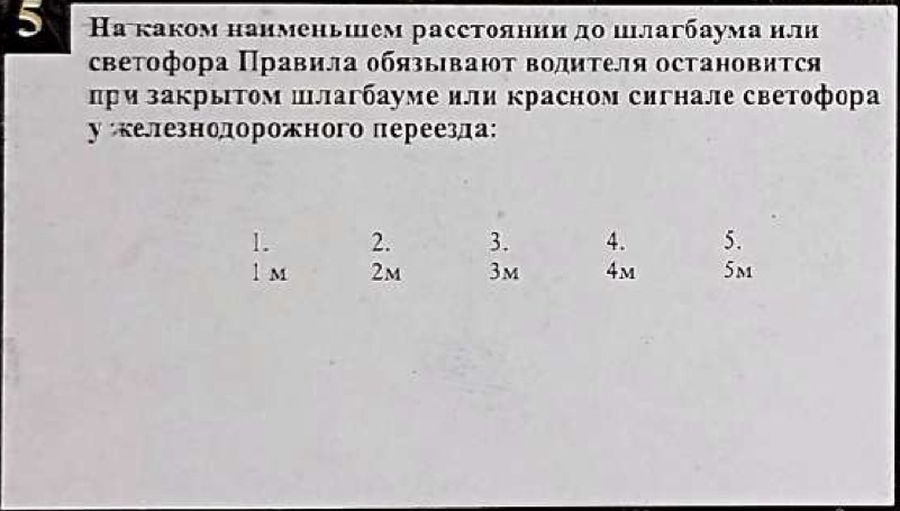 5
На каком наименьшем расстоянии до шлагбаума или
светофора Правила обязывают водителя остановится
при закрытом шлагбауме или красном сигнале светофора
у железнодорожного переезда:
1. 2. 3. 4. 5.
1 м 2м 3м 4м 5м